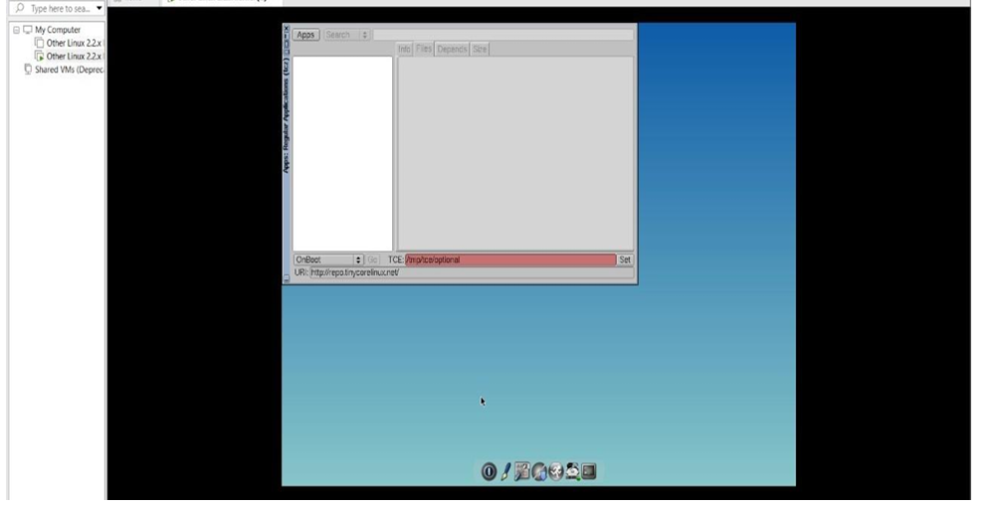 Type here to sea...
My Computer
Other Linux 2.2.x
Other Linux 2.2.x
Shared VMs (Deprec
Apps: Regular Applications (tcz)
Apps Search
Info Files Depends Size
OnBoot Go TCE: /tmp/tce/optional Set
URI: http://repo.tinycorelinux.net/